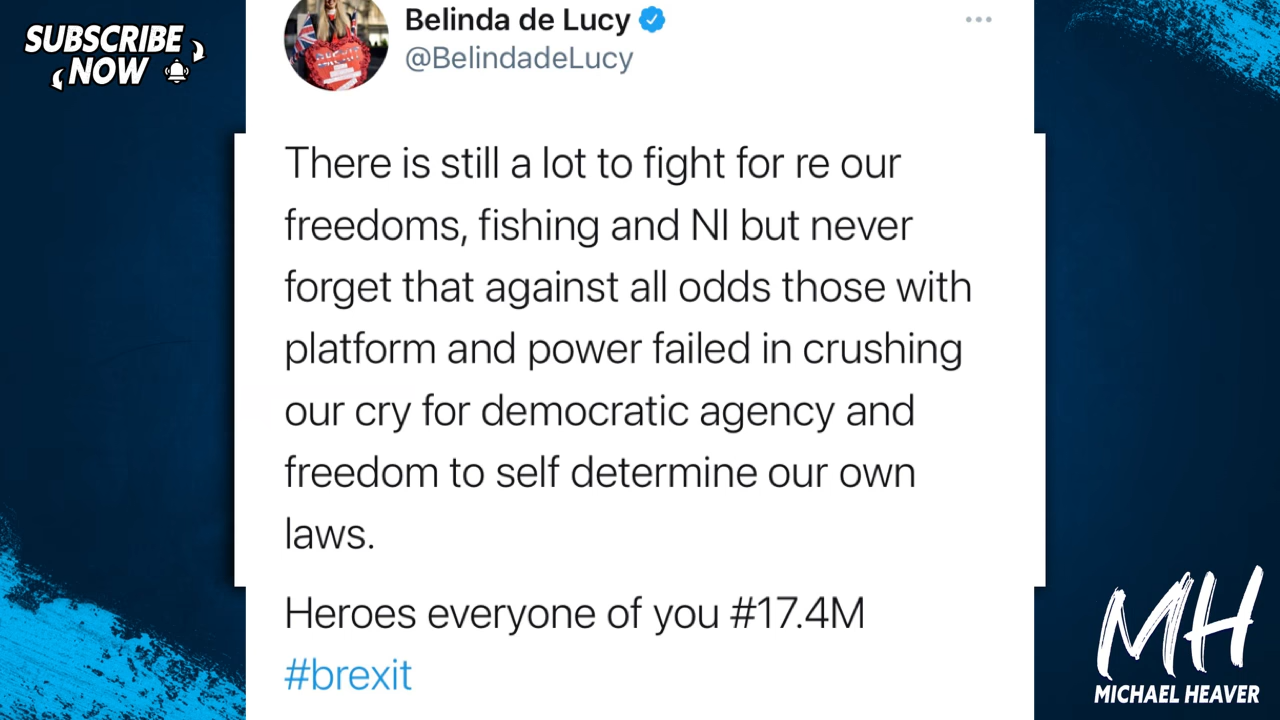 SUBSCRIBE
NOW
Belinda de Lucy
@BelindadeLucy
There is still a lot to fight for re our
freedoms, fishing and NI but never
forget that against all odds those with
platform and power failed in crushing
our cry for democratic agency and
freedom to self determine our own
laws.
Heroes everyone of you #17.4M
#brexit
MH
MICHAEL HEAVER